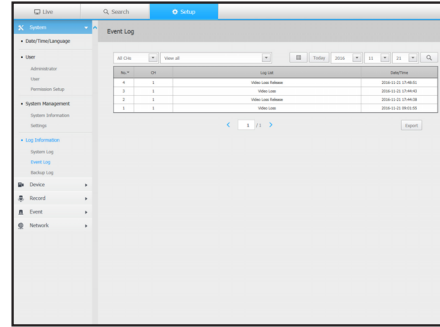 Live
Search
Setup
System
Date/Time/Language
User
Administrator
User
Permission Setup
System Management
System Information
Settings
Log Information
System Log
Event Log
Backup Log
Device
Record
Event
Network
Event Log
All CHs View all Today 2016 11 21
No. CH Log List Date/Time
4 1 Video Loss Release 2016-11-21 17:46:01
3 1 Video Loss 2016-11-21 17:44:43
2 1 Video Loss Release 2016-11-21 17:44:38
1 1 Video Loss 2016-11-21 09:01:05
1 / 1
Export